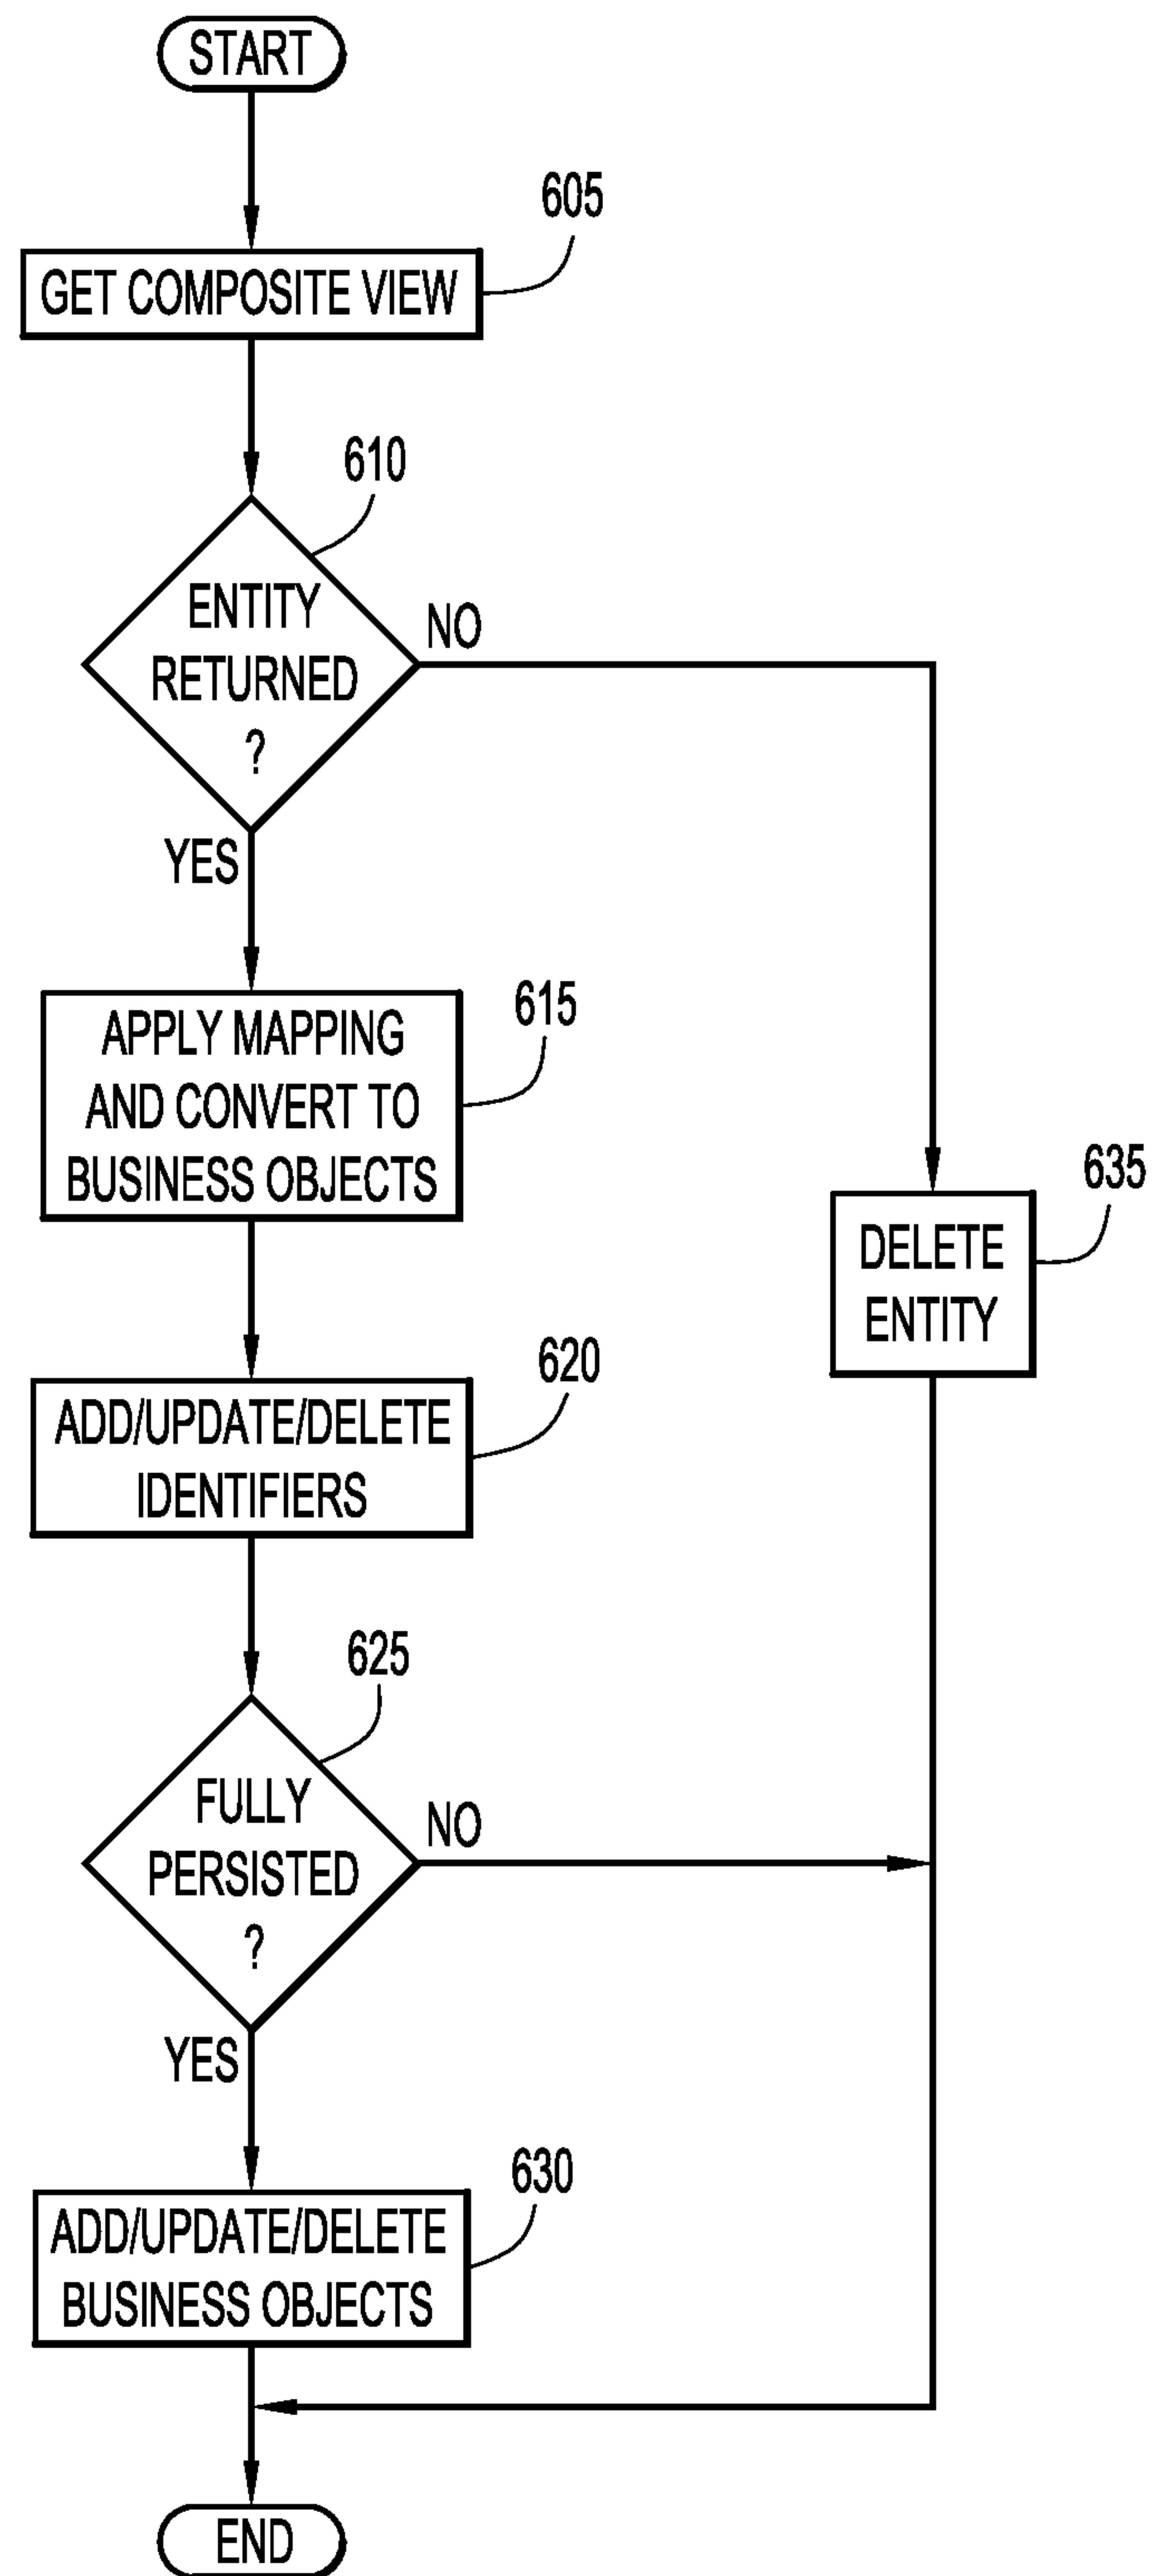 START
605
GET COMPOSITE VIEW
610
ENTITY
RETURNED
?
NO
YES
615
APPLY MAPPING
AND CONVERT TO
BUSINESS OBJECTS
635
DELETE
ENTITY
620
ADD/UPDATE/DELETE
IDENTIFIERS
625
FULLY
PERSISTED
?
NO
YES
630
ADD/UPDATE/DELETE
BUSINESS OBJECTS
END